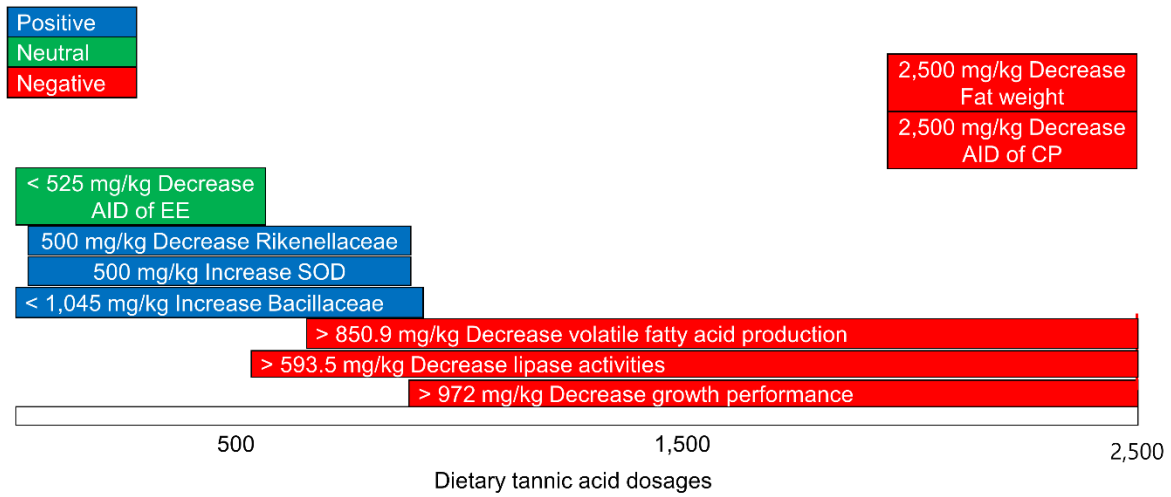 Positive
Neutral
Negative
2,500 mg/kg Decrease
Fat weight
2,500 mg/kg Decrease
AID of CP
< 525 mg/kg Decrease
AID of EE
500 mg/kg Decrease Rikenellaceae
500 mg/kg Increase SOD
< 1,045 mg/kg Increase Bacillaceae
> 850.9 mg/kg Decrease volatile fatty acid production
> 593.5 mg/kg Decrease lipase activities
> 972 mg/kg Decrease growth performance
500 1,500 2,500
Dietary tannic acid dosages